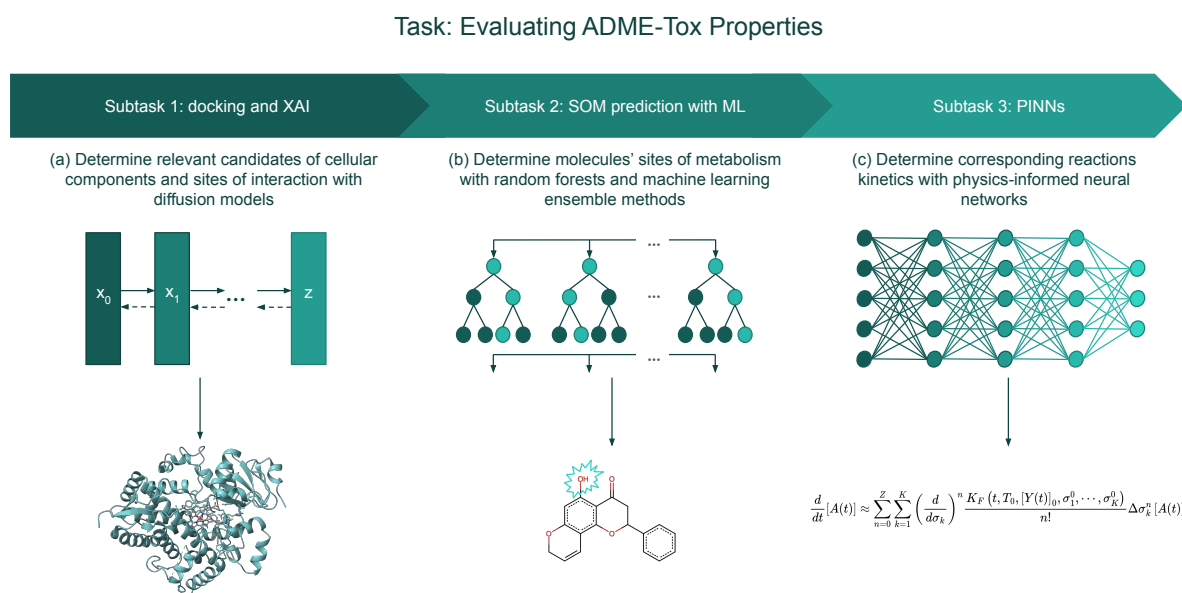 Task: Evaluating ADME-Tox Properties
Subtask 1: docking and XAI
Subtask 2: SOM prediction with ML
Subtask 3: PINNs
(a) Determine relevant candidates of cellular
components and sites of interaction with
diffusion models
(b) Determine molecules' sites of metabolism
with random forests and machine learning
ensemble methods
(c) Determine corresponding reactions
kinetics with physics-informed neural
networks
x₀
x₁
...
z
...
...
...
OH
O
O
O
d/dt [A(t)] ≈ ∑_{n=0}^{Z} ∑_{k=1}^{K} (d/dσ_k)^n K_F (t, T_0, [Y(t)]_0, σ_1^0, ⋯, σ_K^0) / n! Δσ_k^n [A(t)